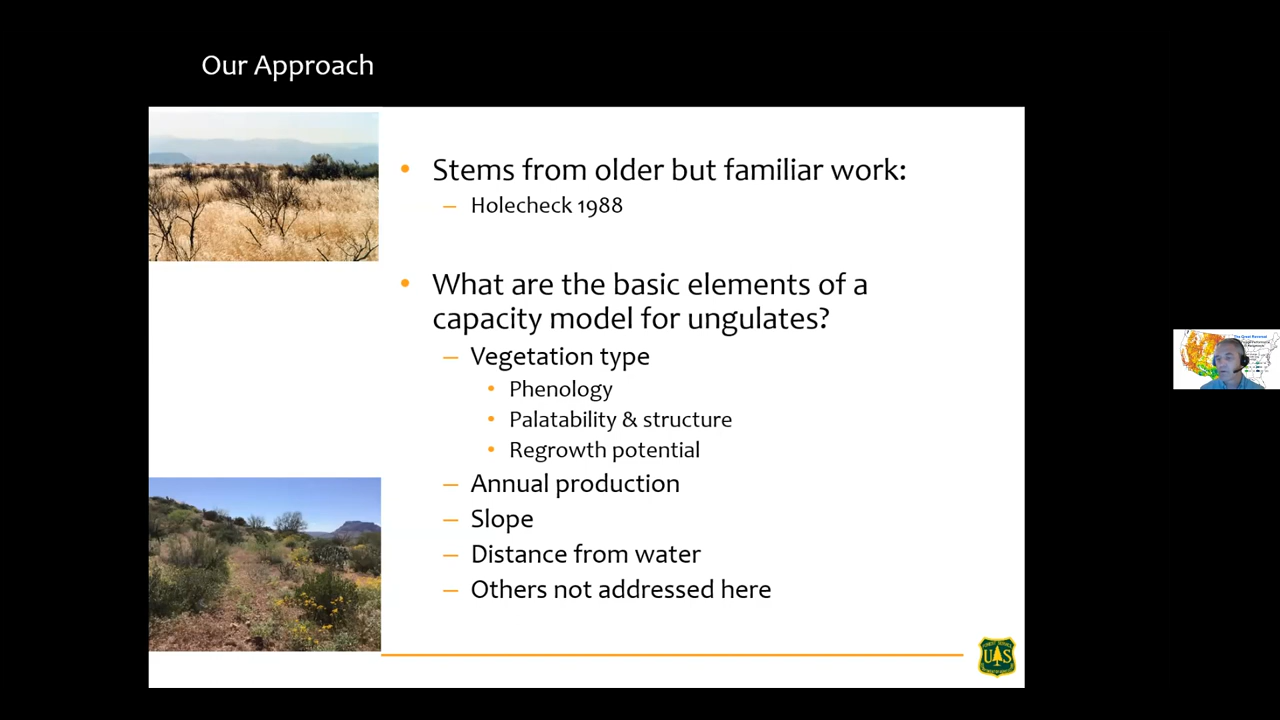 Our Approach
• Stems from older but familiar work:
– Holecheck 1988
• What are the basic elements of a
capacity model for ungulates?
– Vegetation type
• Phenology
• Palatability & structure
• Regrowth potential
– Annual production
– Slope
– Distance from water
– Others not addressed here
U S